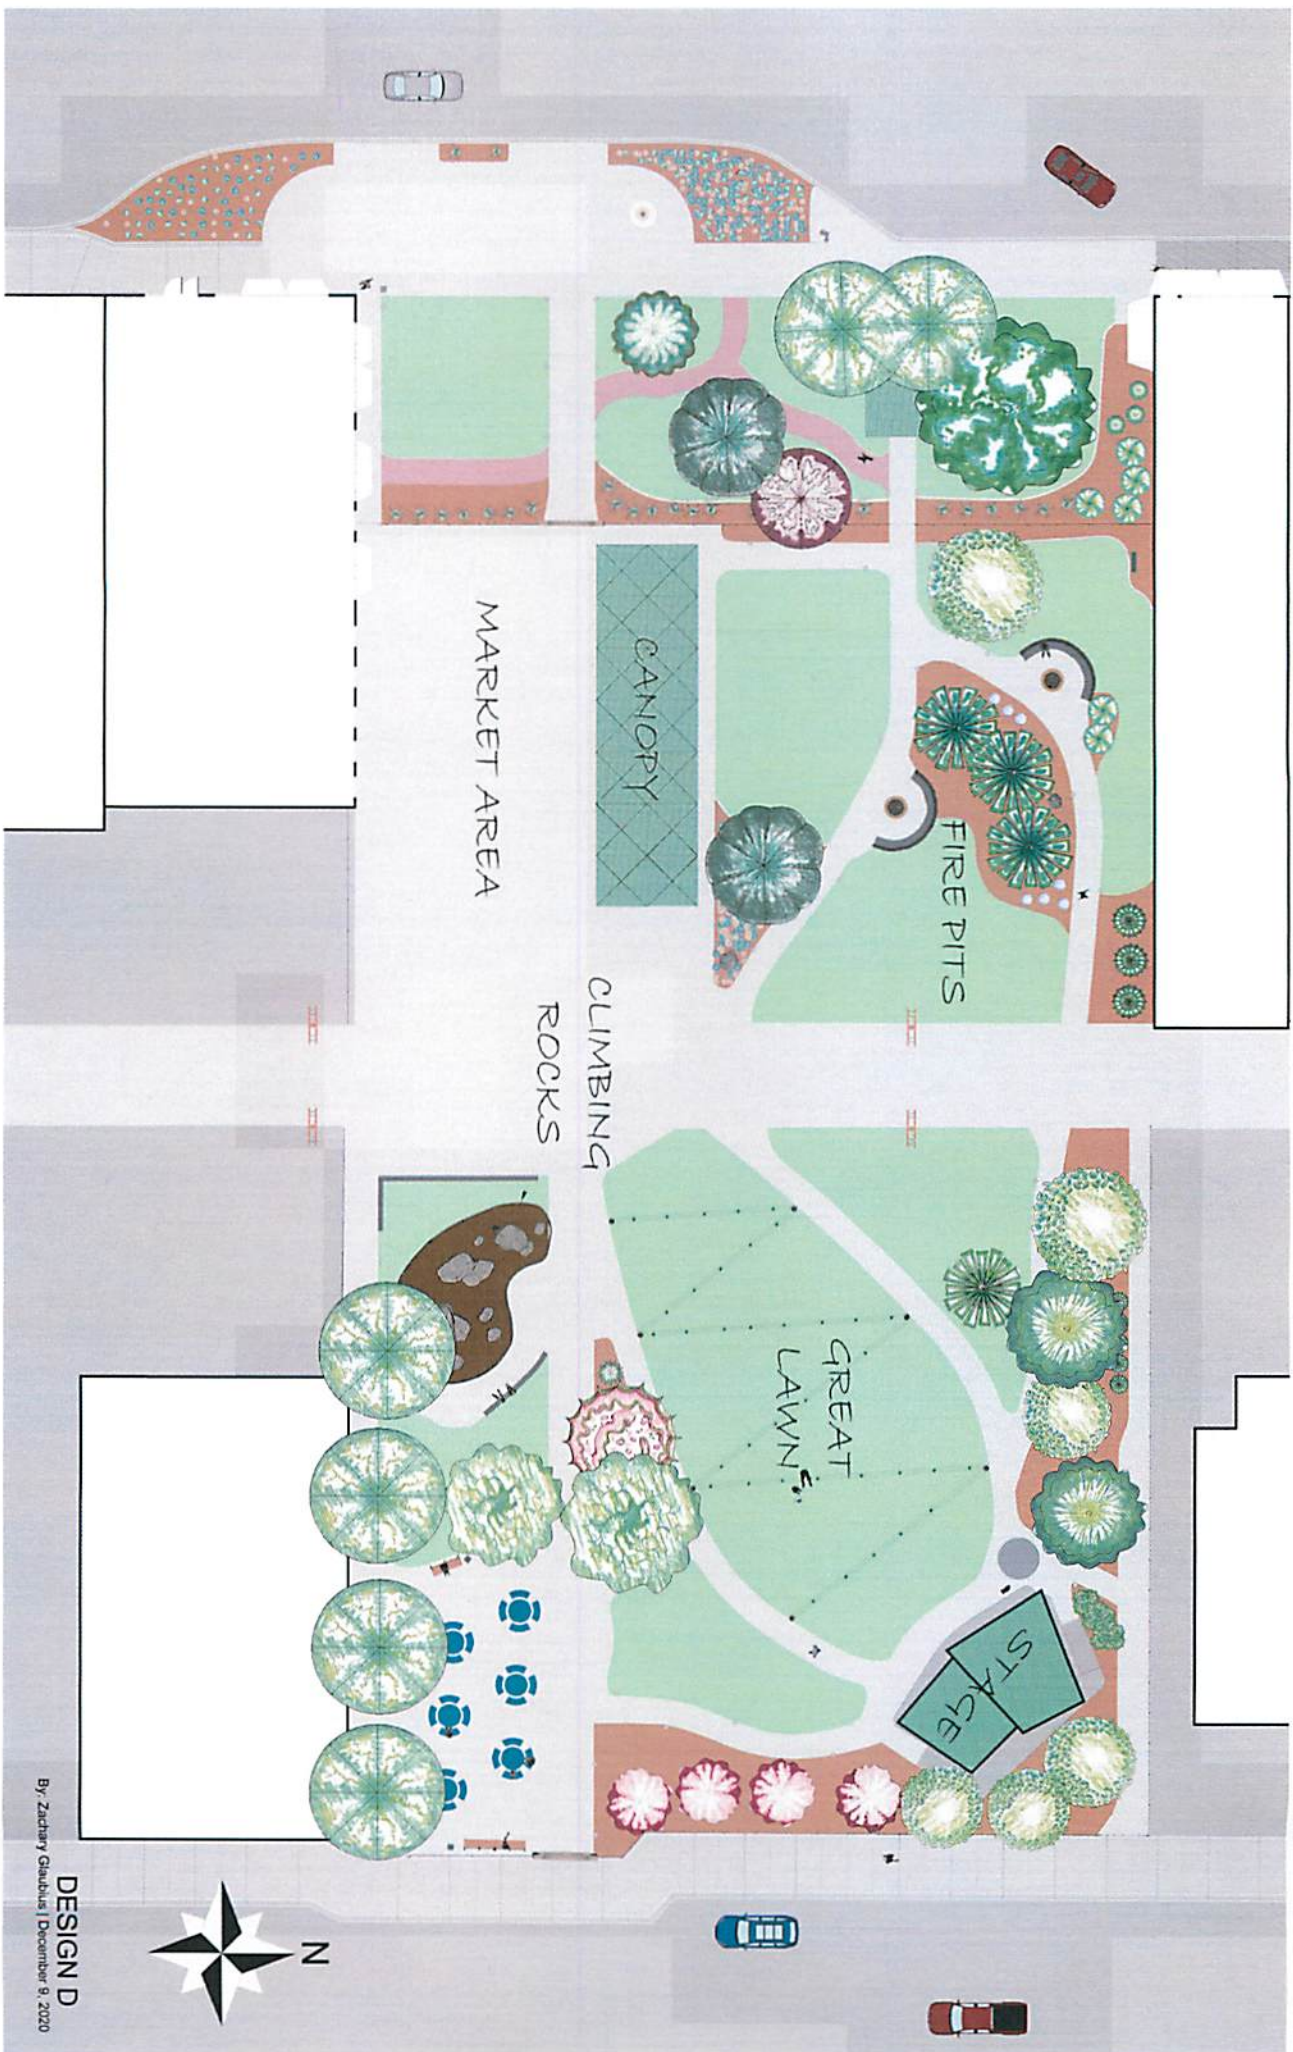 FIRE PITS
CANOPY
MARKET AREA
CLIMBING
ROCKS
GREAT
LAWN
STAGE
N
DESIGN D
By: Zachary Glaubius | December 9, 2020